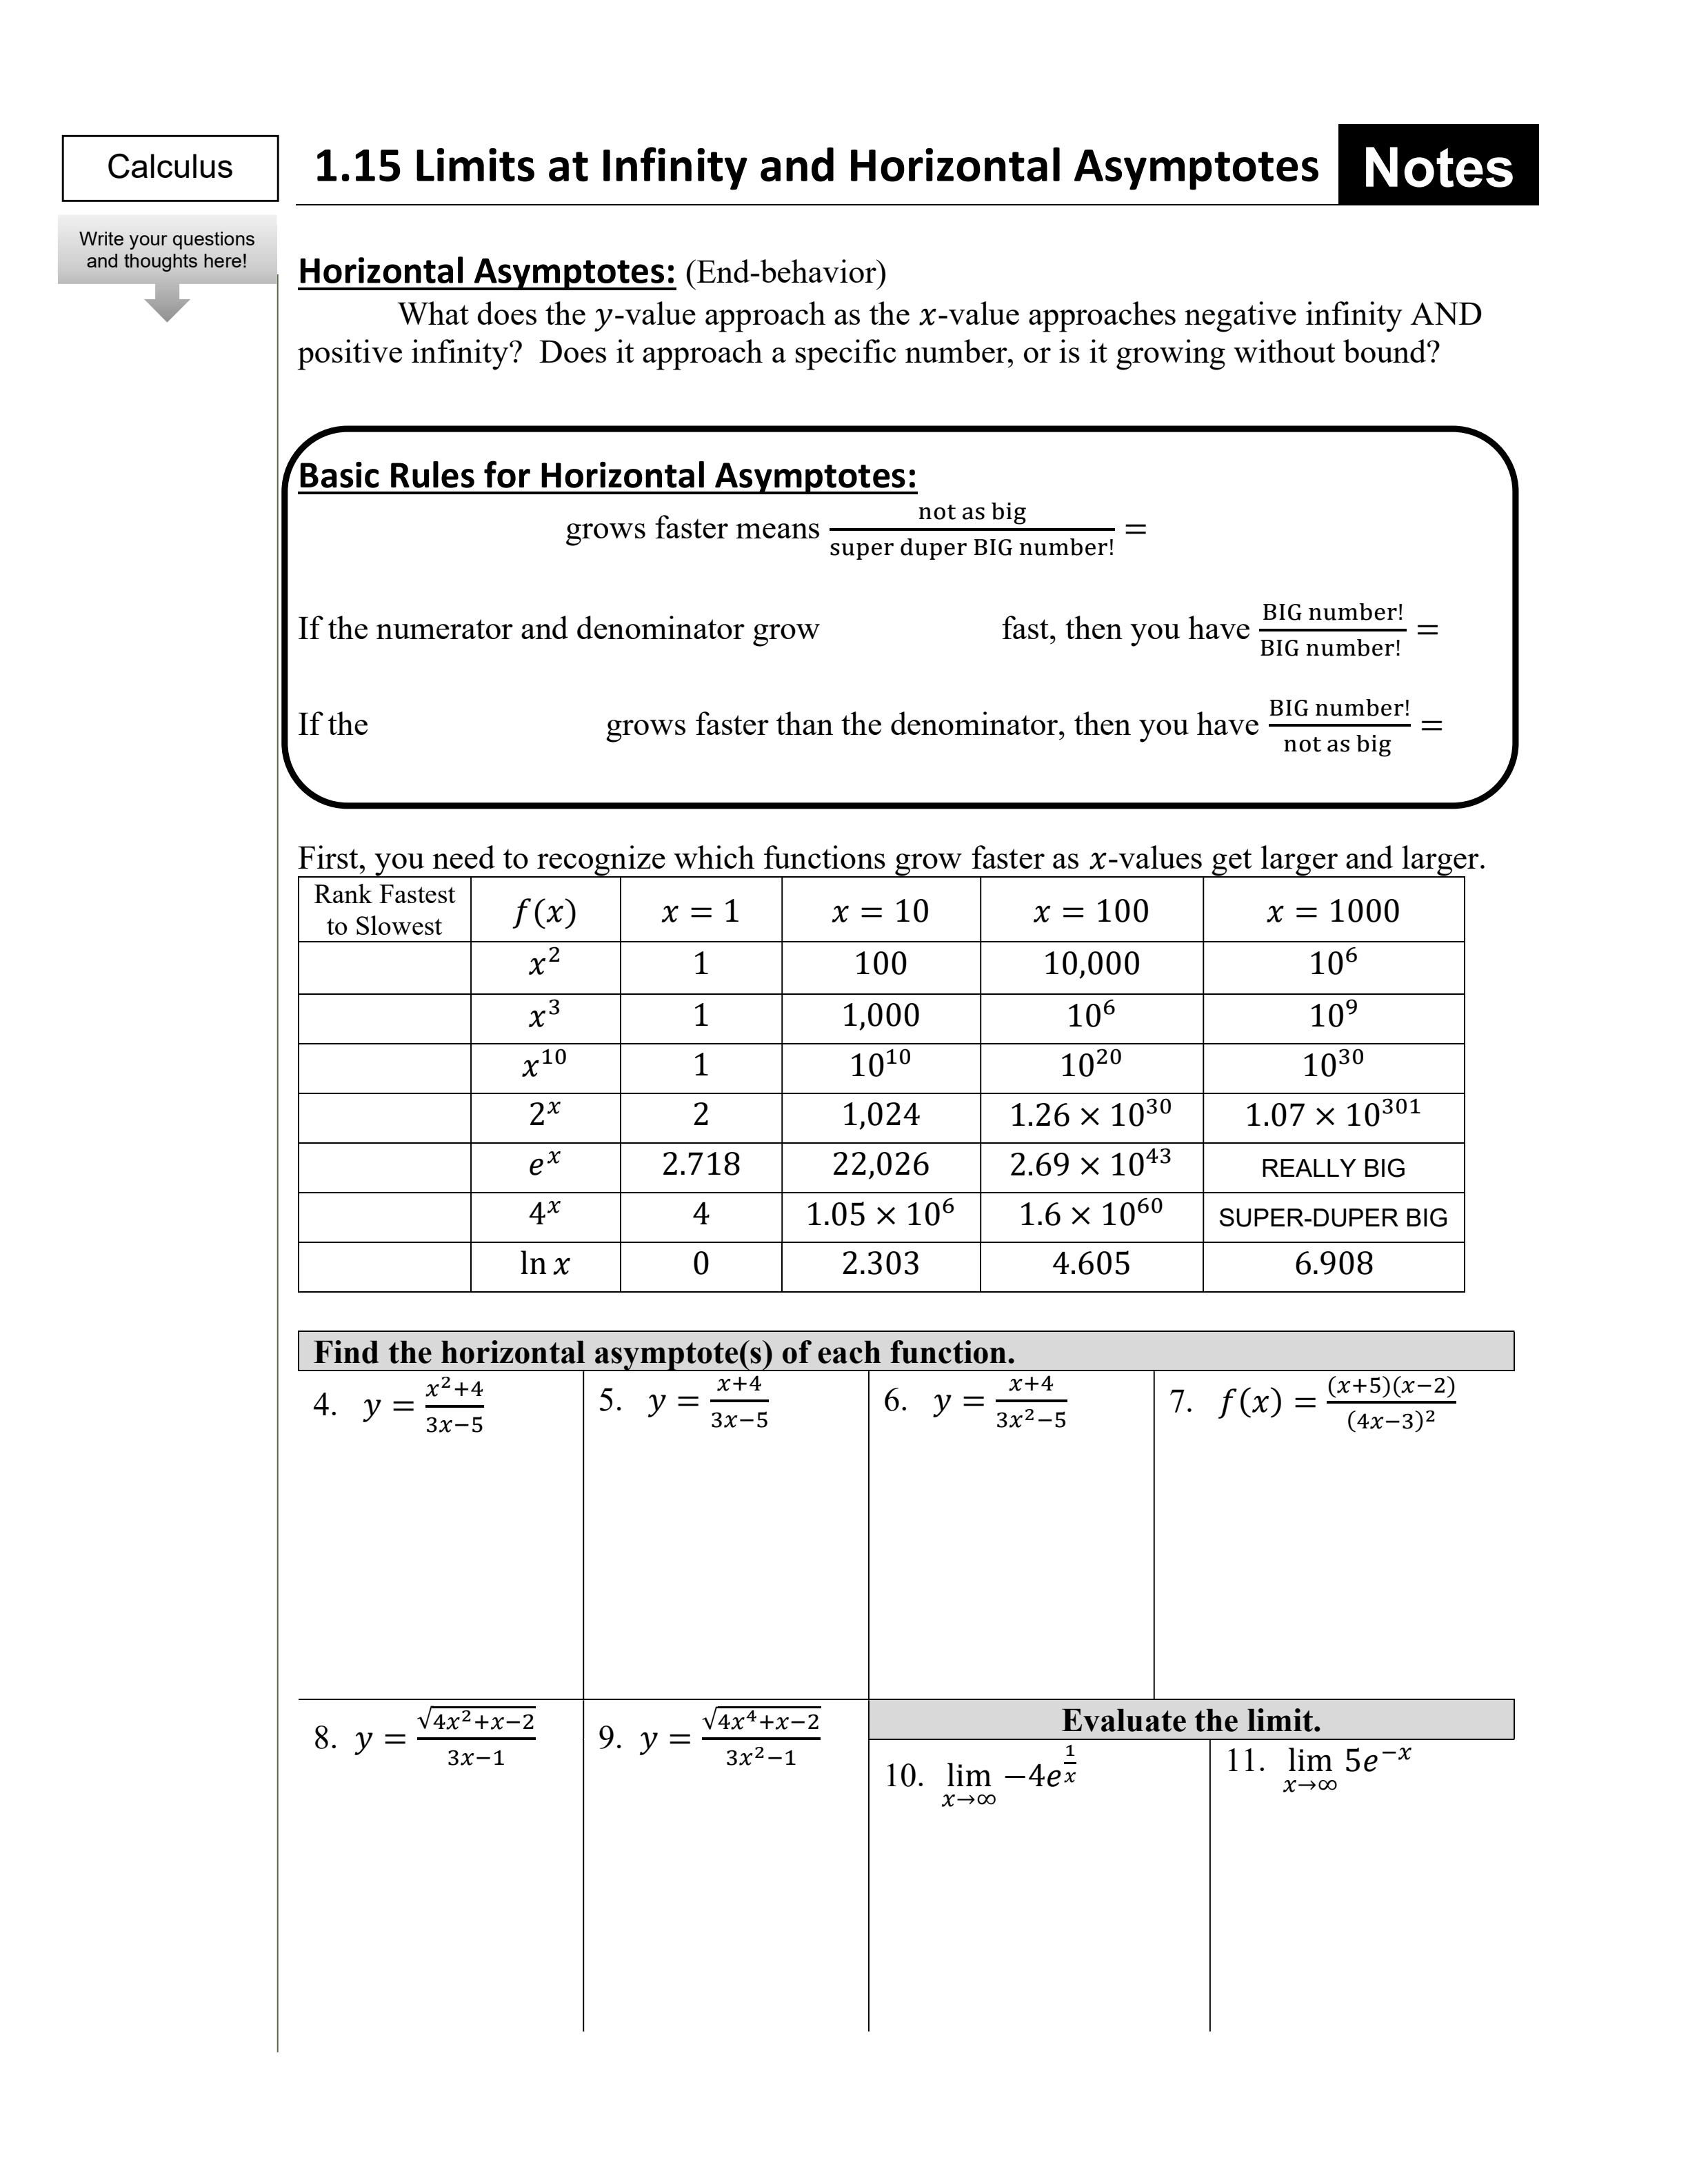 Calculus
1.15 Limits at Infinity and Horizontal Asymptotes
Notes
Write your questions
and thoughts here!
Horizontal Asymptotes: (End-behavior)
What does the 𝑦-value approach as the 𝑥-value approaches negative infinity AND
positive infinity? Does it approach a specific number, or is it growing without bound?
Basic Rules for Horizontal Asymptotes:
grows faster means (not as big)/(super duper BIG number!) =
If the numerator and denominator grow fast, then you have (BIG number!)/(BIG number!) =
If the grows faster than the denominator, then you have (BIG number!)/(not as big) =
First, you need to recognize which functions grow faster as 𝑥-values get larger and larger.
Rank Fastest
to Slowest
f(x) x = 1 x = 10 x = 100 x = 1000
x² 1 100 10,000 10⁶
x³ 1 1,000 10⁶ 10⁹
x¹⁰ 1 10¹⁰ 10²⁰ 10³⁰
2ˣ 2 1,024 1.26 × 10³⁰ 1.07 × 10³⁰¹
eˣ 2.718 22,026 2.69 × 10⁴³ REALLY BIG
4ˣ 4 1.05 × 10⁶ 1.6 × 10⁶⁰ SUPER-DUPER BIG
ln x 0 2.303 4.605 6.908
Find the horizontal asymptote(s) of each function.
4. y = (x²+4)/(3x−5)
5. y = (x+4)/(3x−5)
6. y = (x+4)/(3x²−5)
7. f(x) = ((x+5)(x−2))/((4x−3)²)
8. y = √(4x²+x−2)/(3x−1)
9. y = √(4x⁴+x−2)/(3x²−1)
Evaluate the limit.
10. lim x→∞ −4e^(1/x)
11. lim x→∞ 5e⁻ˣ